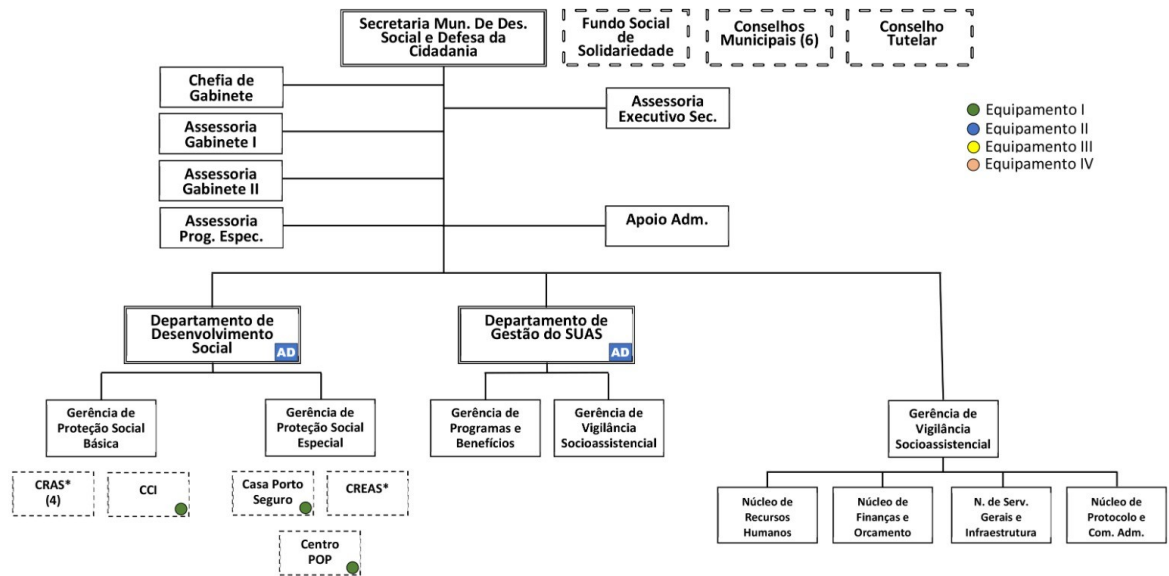 Secretaria Mun. De Des.
Social e Defesa da
Cidadania
Fundo Social
de
Solidariedade
Conselhos
Municipais (6)
Conselho
Tutelar
Chefia de
Gabinete
Assessoria
Executivo Sec.
Assessoria
Gabinete I
Assessoria
Gabinete II
Assessoria
Prog. Espec.
Apoio Adm.
Equipamento I
Equipamento II
Equipamento III
Equipamento IV
Departamento de
Desenvolvimento
Social
AD
Departamento de
Gestão do SUAS
AD
Gerência de
Proteção Social
Básica
Gerência de
Proteção Social
Especial
Gerência de
Programas e
Benefícios
Gerência de
Vigilância
Socioassistencial
Gerência de
Vigilância
Socioassistencial
CRAS*
(4)
CCI
Casa Porto
Seguro
CREAS*
Centro
POP
Núcleo de
Recursos
Humanos
Núcleo de
Finanças e
Orçamento
N. de Serv.
Gerais e
Infraestrutura
Núcleo de
Protocolo e
Com. Adm.